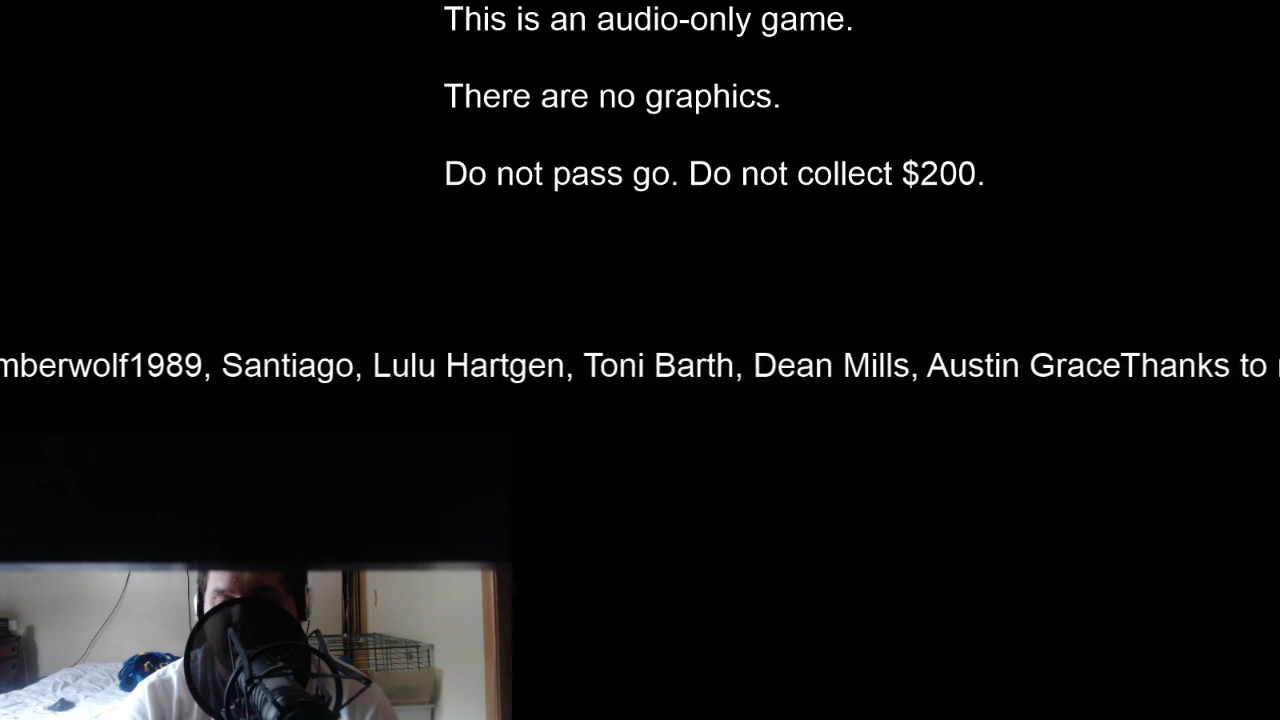 This is an audio-only game.
There are no graphics.
Do not pass go. Do not collect $200.
mberwolf1989, Santiago, Lulu Hartgen, Toni Barth, Dean Mills, Austin GraceThanks to